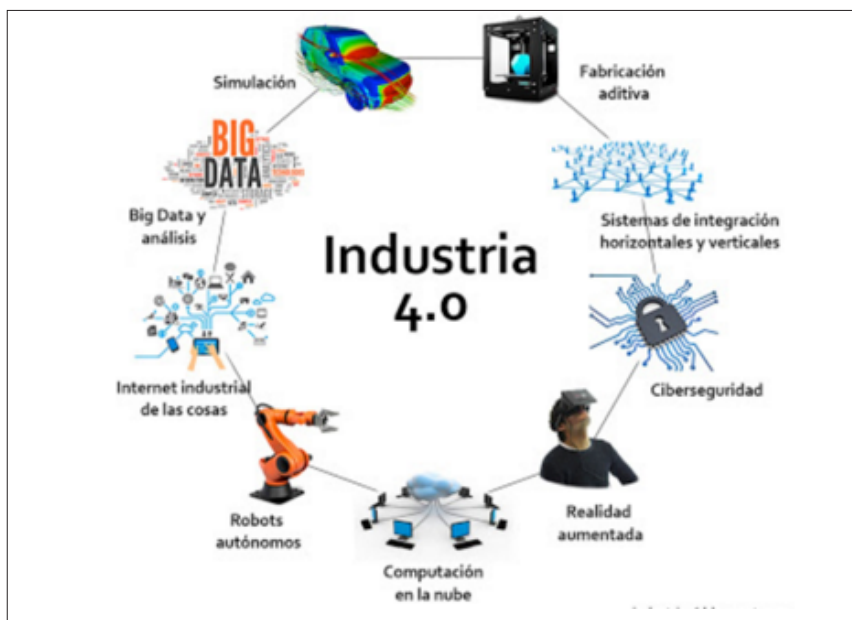 Simulación
Fabricación
aditiva
BIG
DATA
Big Data y
análisis
Sistemas de integración
horizontales y verticales
Industria
4.0
Internet industrial
de las cosas
Ciberseguridad
Robots
autónomos
Realidad
aumentada
Computación
en la nube